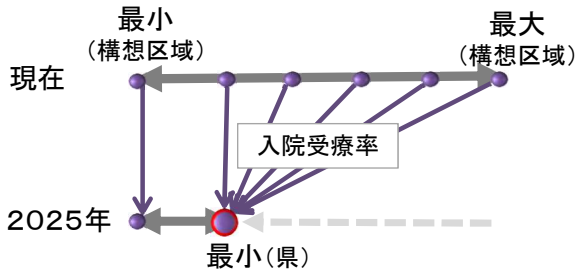 最小
(構想区域)
最大
(構想区域)
現在
入院受療率
2025年
最小(県)